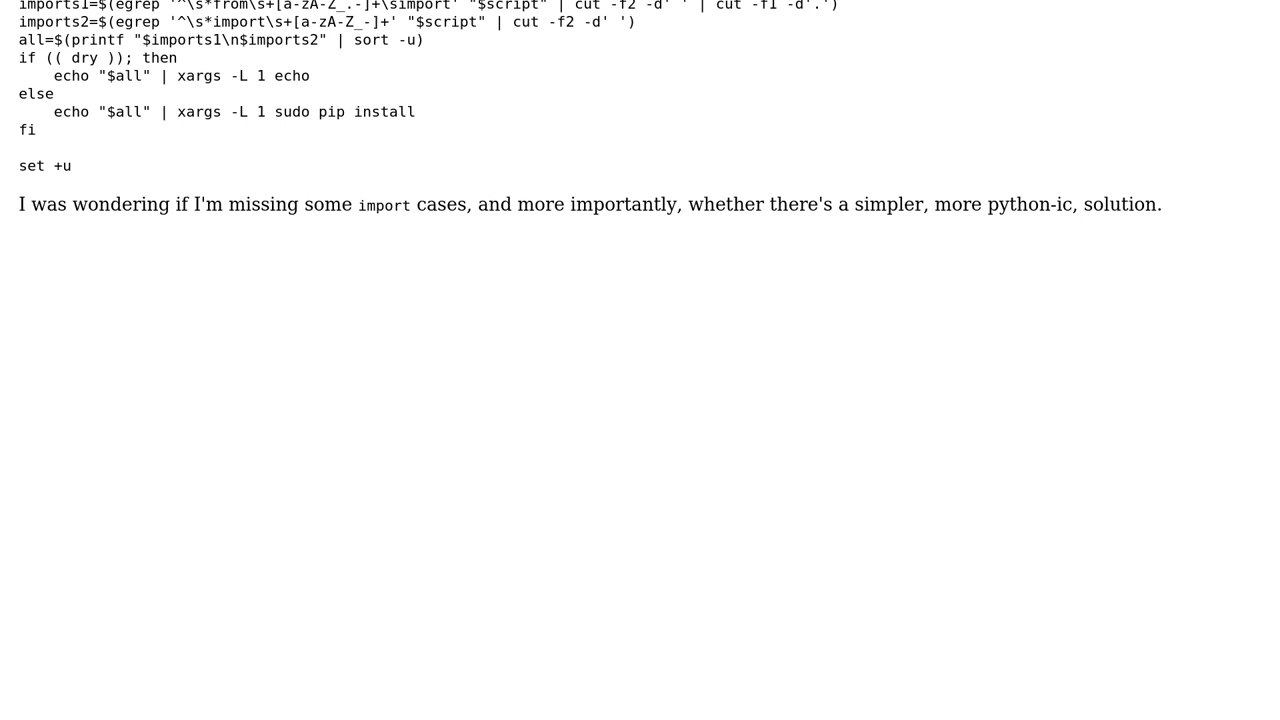 imports1=$(egrep '^\s*from\s+[a-zA-Z_.-]+\simport' "$script" | cut -f2 -d' ' | cut -f1 -d'.')
imports2=$(egrep '^\s*import\s+[a-zA-Z_-]+' "$script" | cut -f2 -d' ')
all=$(printf "$imports1\n$imports2" | sort -u)
if (( dry )); then
    echo "$all" | xargs -L 1 echo
else
    echo "$all" | xargs -L 1 sudo pip install
fi
set +u
I was wondering if I'm missing some import cases, and more importantly, whether there's a simpler, more python-ic, solution.